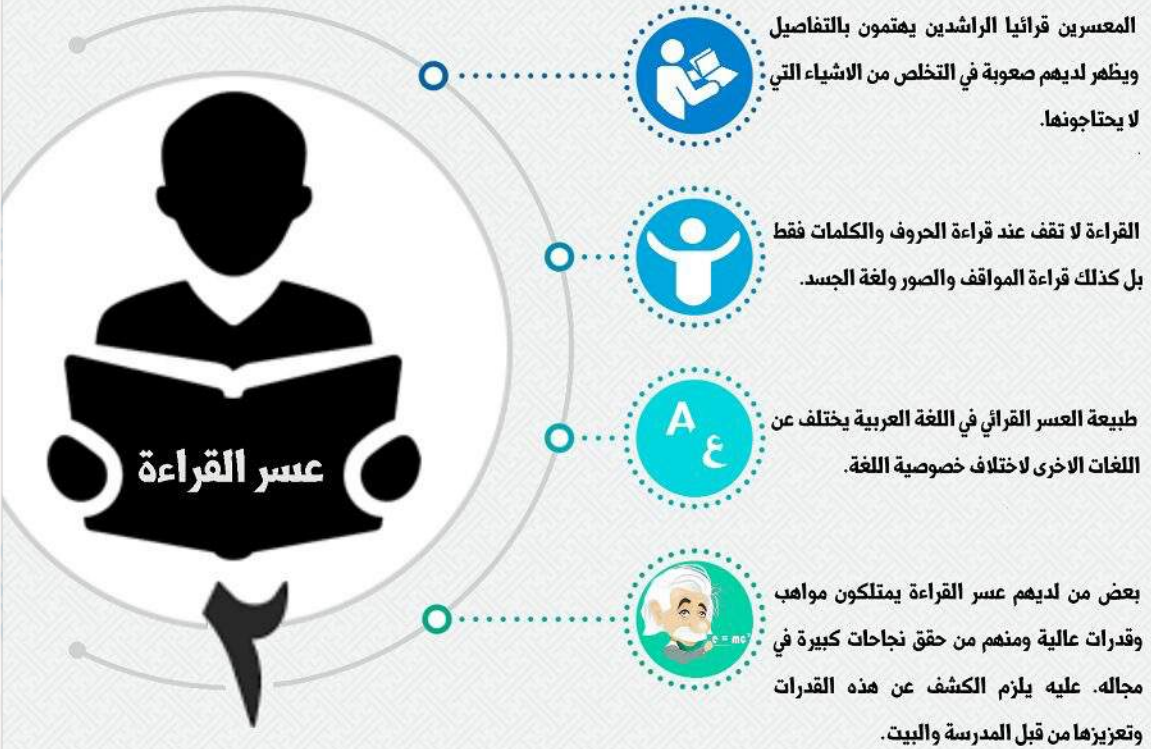 المعسرين قرائيا الراشدين يهتمون بالتفاصيل
ويظهر لديهم صعوبة في التخلص من الاشياء التي
لا يحتاجونها.
.
القراءة لا تقف عند قراءة الحروف والكلمات فقط
بل كذلك قراءة المواقف والصور ولغة الجسد.
A
ع
طبيعة العسر القرائي في اللغة العربية يختلف عن
اللغات الاخرى لاختلاف خصوصية اللغة.
عسر القراءة
٢
e = mc²
بعض من لديهم عسر القراءة يمتلكون مواهب
وقدرات عالية ومنهم من حقق نجاحات كبيرة في
مجاله. عليه يلزم الكشف عن هذه القدرات
وتعزيزها من قبل المدرسة والبيت.